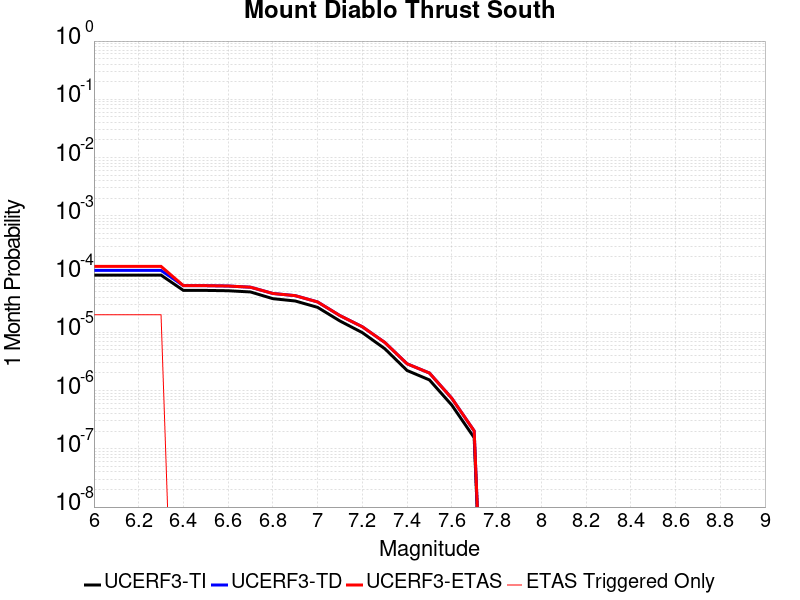 Mount Diablo Thrust South
10^0
10^-1
10^-2
10^-3
10^-4
10^-5
10^-6
10^-7
10^-8
1 Month Probability
6 6.2 6.4 6.6 6.8 7 7.2 7.4 7.6 7.8 8 8.2 8.4 8.6 8.8 9
Magnitude
UCERF3-TI UCERF3-TD UCERF3-ETAS ETAS Triggered Only